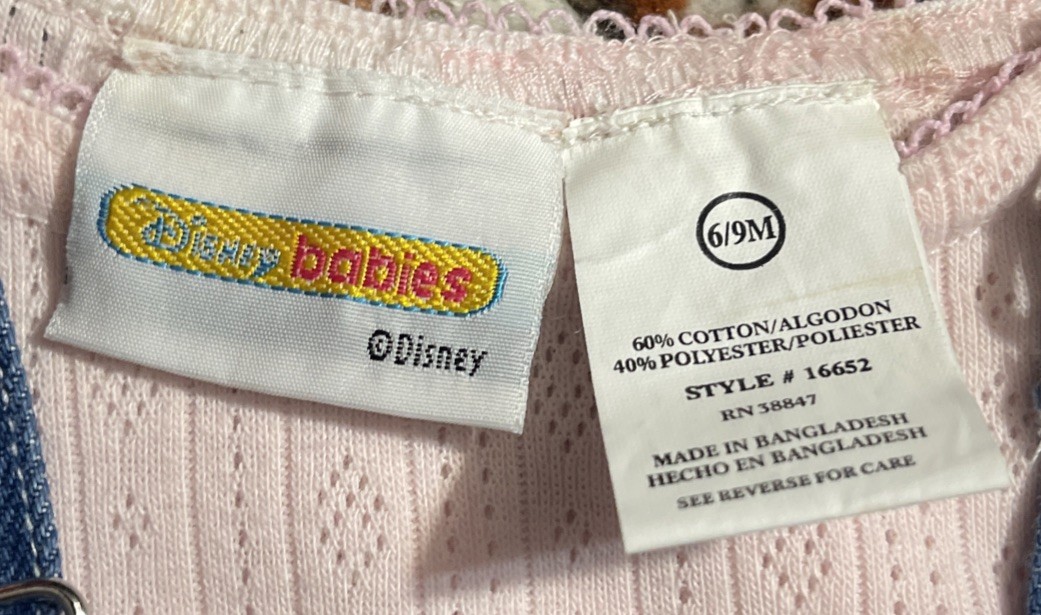 Disney babies
©Disney
6/9M
60% COTTON/ALGODON
40% POLYESTER/POLIESTER
STYLE # 16652
RN 38847
MADE IN BANGLADESH
HECHO EN BANGLADESH
SEE REVERSE FOR CARE